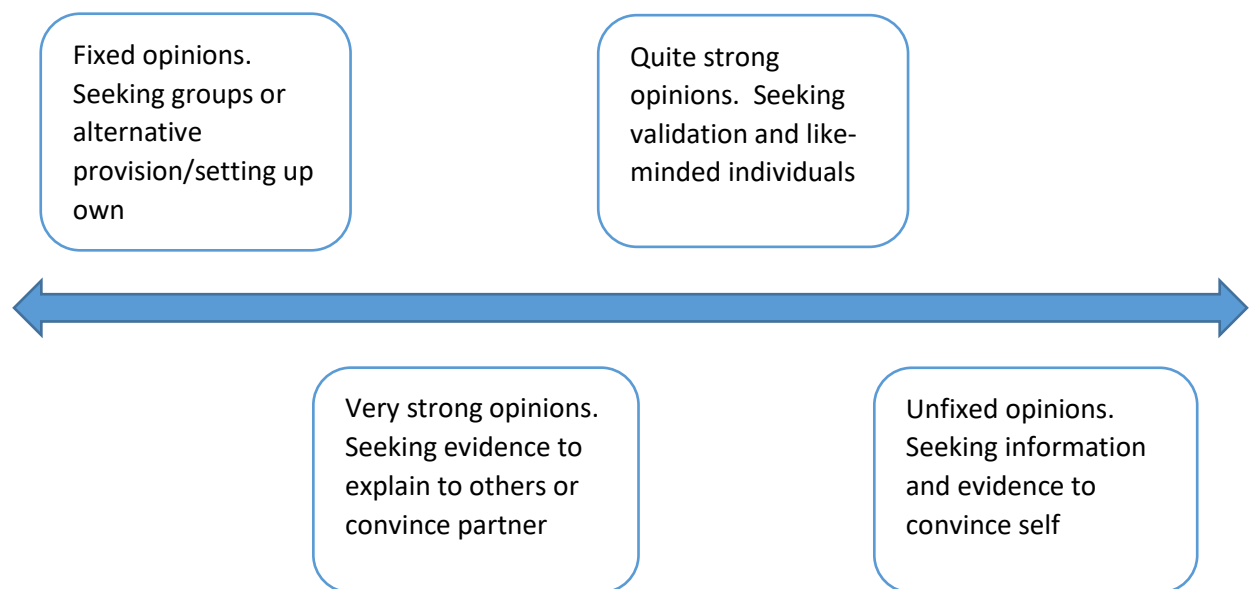 Fixed opinions.
Seeking groups or
alternative
provision/setting up
own
Quite strong
opinions.  Seeking
validation and like-
minded individuals
Very strong opinions.
Seeking evidence to
explain to others or
convince partner
Unfixed opinions.
Seeking information
and evidence to
convince self